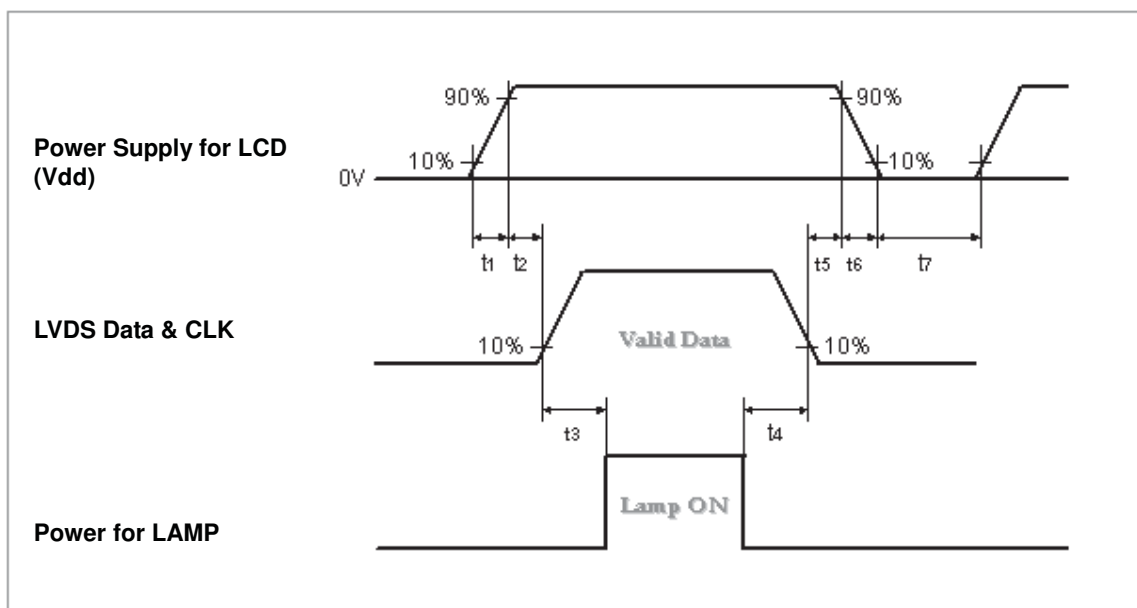 90%
90%
Power Supply for LCD
(Vdd)
10%
10%
0V
t1
t2
t5
t6
t7
LVDS Data & CLK
10%
Valid Data
10%
t3
t4
Lamp ON
Power for LAMP